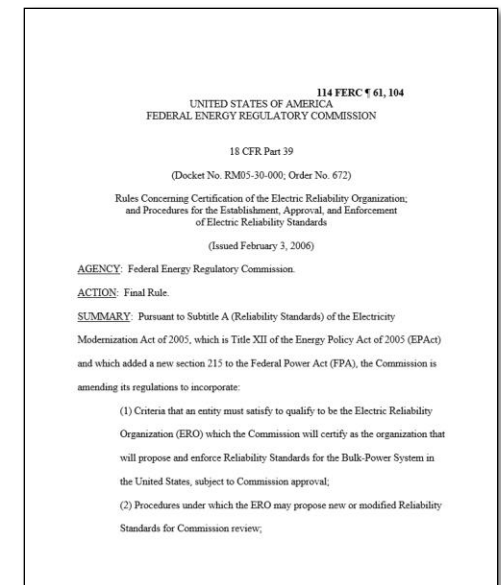 114 FERC ¶ 61, 104
UNITED STATES OF AMERICA
FEDERAL ENERGY REGULATORY COMMISSION
18 CFR Part 39
(Docket No. RM05-30-000; Order No. 672)
Rules Concerning Certification of the Electric Reliability Organization;
and Procedures for the Establishment, Approval, and Enforcement
of Electric Reliability Standards
(Issued February 3, 2006)
AGENCY: Federal Energy Regulatory Commission.
ACTION: Final Rule.
SUMMARY: Pursuant to Subtitle A (Reliability Standards) of the Electricity
Modernization Act of 2005, which is Title XII of the Energy Policy Act of 2005 (EPAct)
and which added a new section 215 to the Federal Power Act (FPA), the Commission is
amending its regulations to incorporate:
(1) Criteria that an entity must satisfy to qualify to be the Electric Reliability
Organization (ERO) which the Commission will certify as the organization that
will propose and enforce Reliability Standards for the Bulk-Power System in
the United States, subject to Commission approval;
(2) Procedures under which the ERO may propose new or modified Reliability
Standards for Commission review;